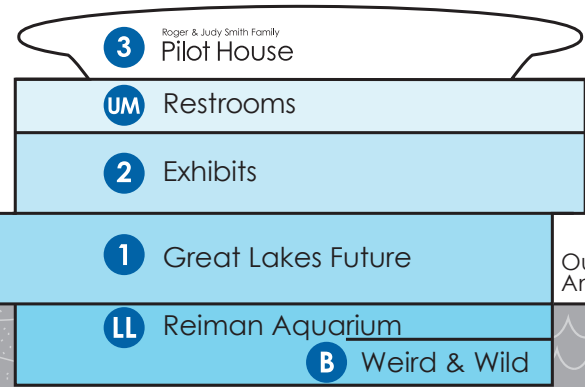 Roger & Judy Smith Family
3 Pilot House
UM Restrooms
2 Exhibits
1 Great Lakes Future
LL Reiman Aquarium
B Weird & Wild